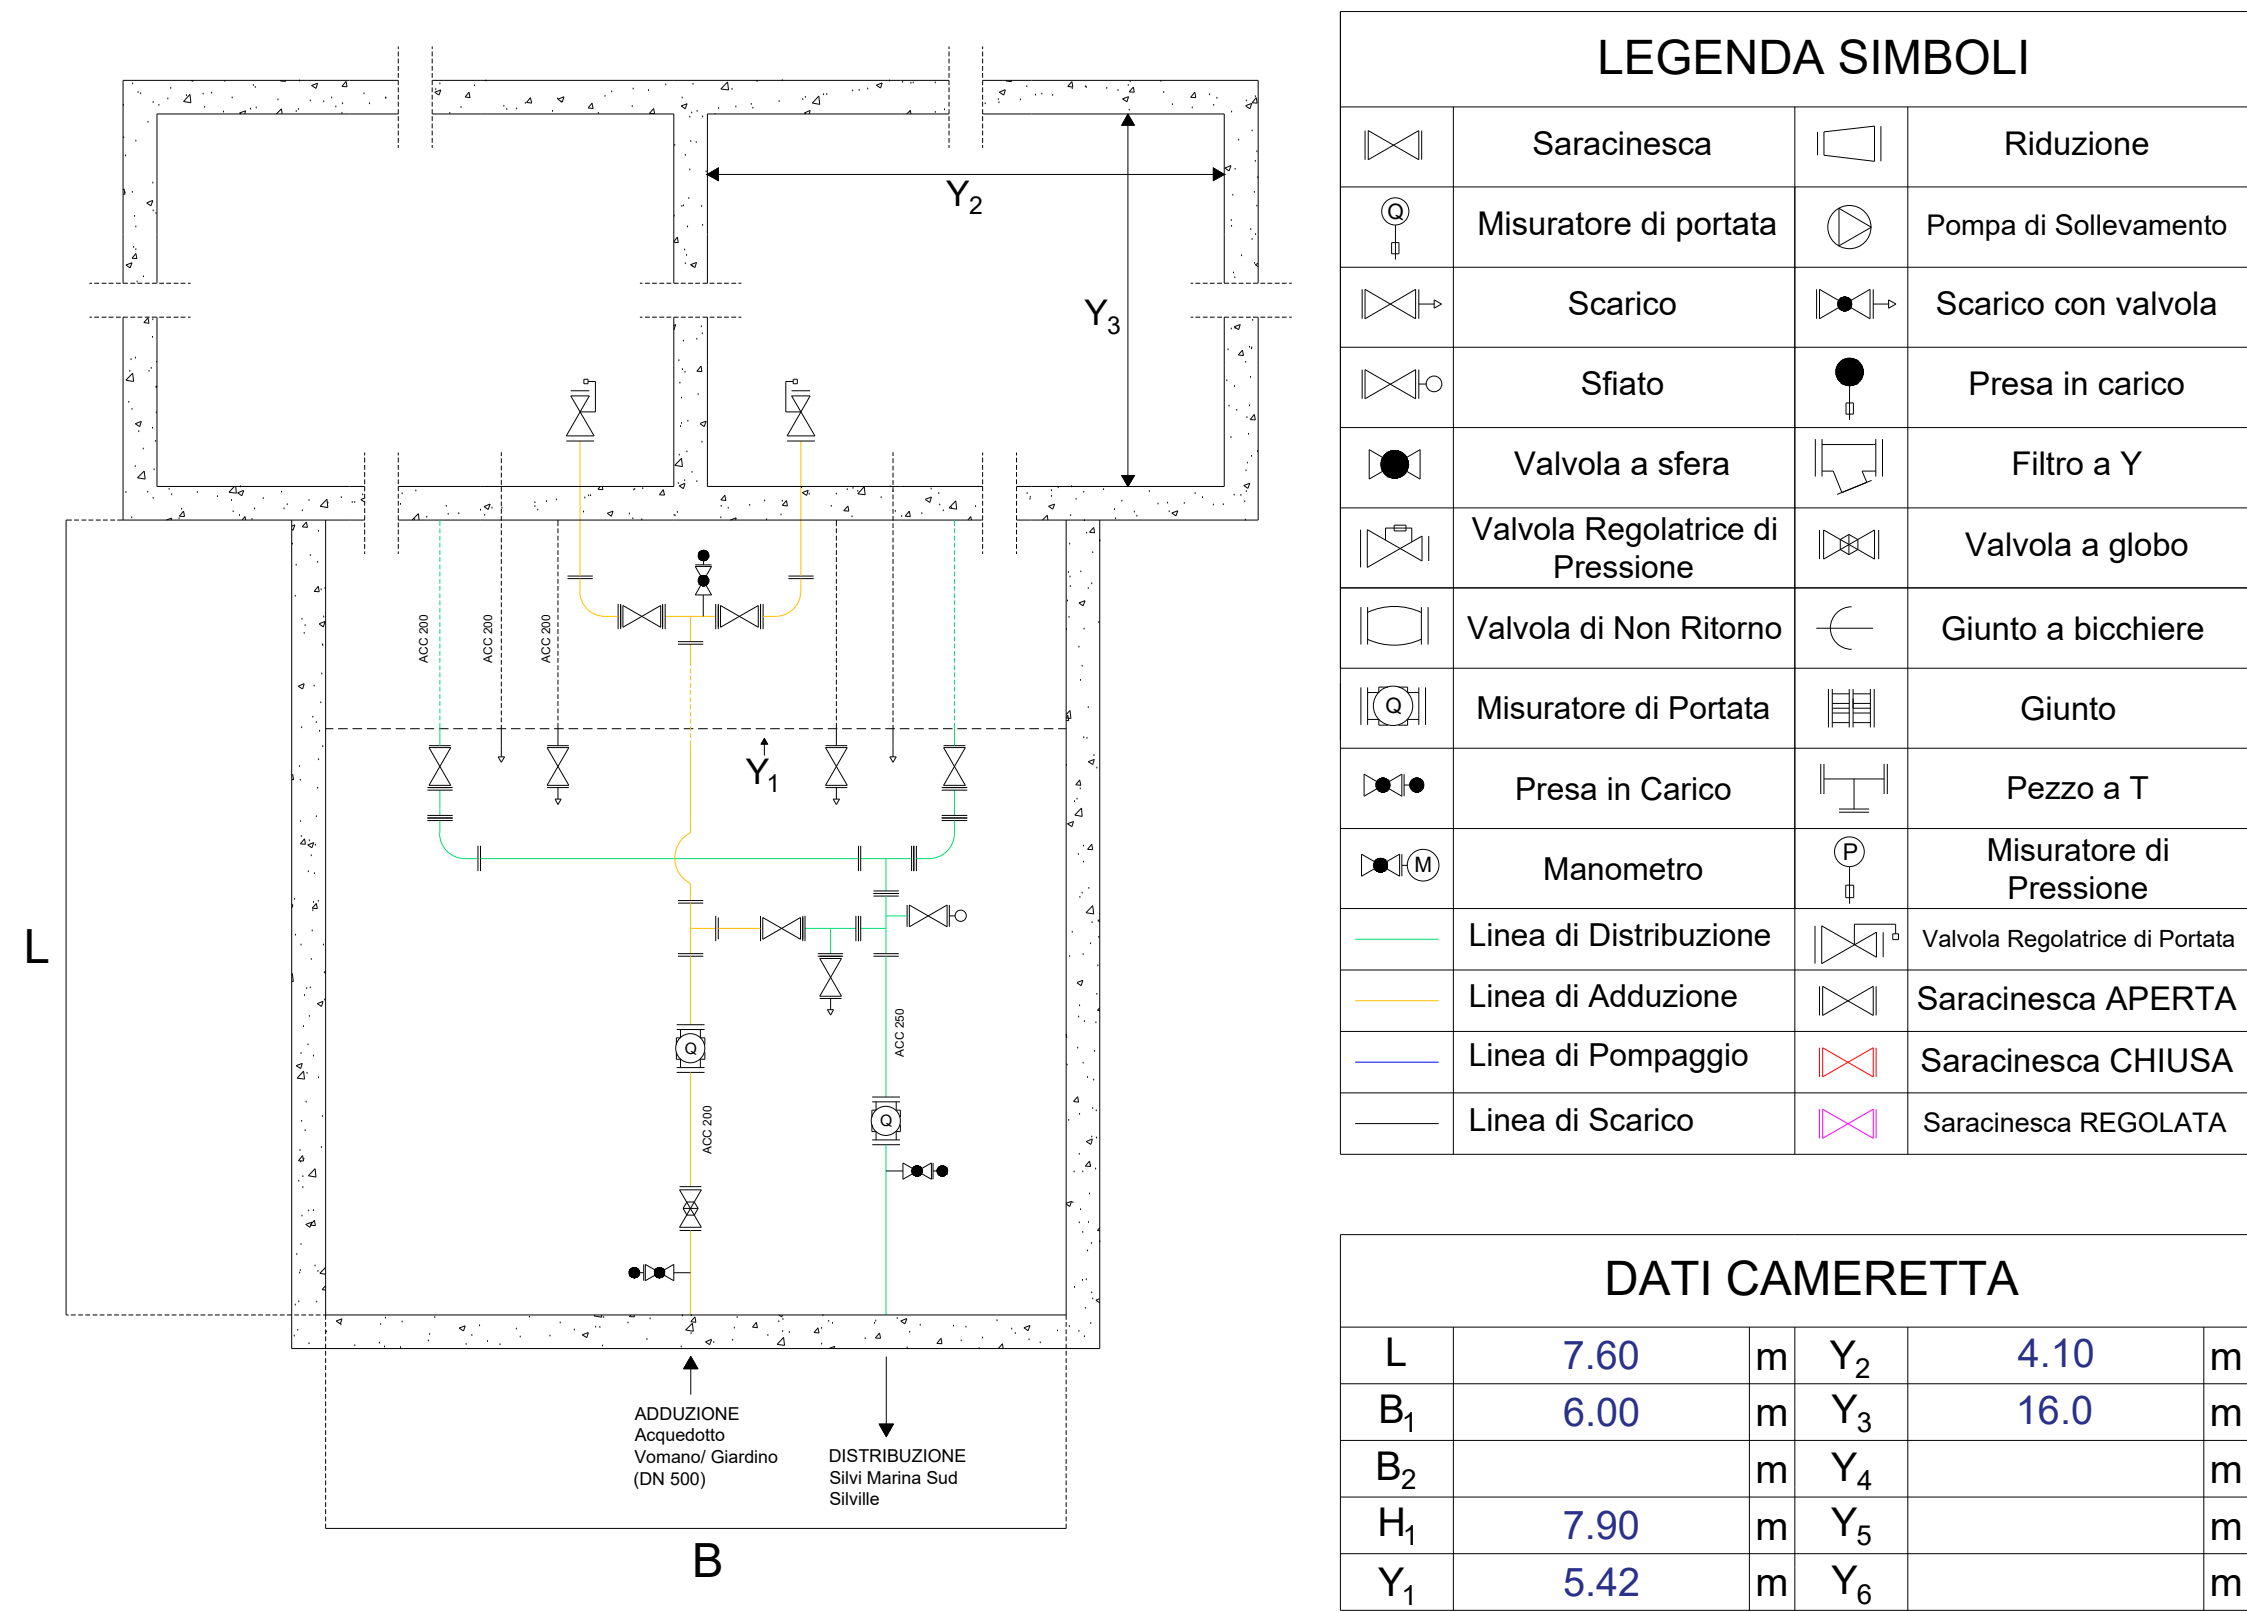 Y2
Y3
ACC 200
ACC 200
ACC 200
Y1
L
ACC 250
Q
ACC 200
Q
ADDUZIONE
Acquedotto
Vomano/ Giardino
(DN 500)
DISTRIBUZIONE
Silvi Marina Sud
Silville
B
LEGENDA SIMBOLI
Saracinesca
Riduzione
Q
Misuratore di portata
Pompa di Sollevamento
Scarico
Scarico con valvola
Sfiato
Presa in carico
Valvola a sfera
Filtro a Y
Valvola Regolatrice di
Pressione
Valvola a globo
Valvola di Non Ritorno
Giunto a bicchiere
Q
Misuratore di Portata
Giunto
Presa in Carico
Pezzo a T
M
Manometro
P
Misuratore di
Pressione
Linea di Distribuzione
Valvola Regolatrice di Portata
Linea di Adduzione
Saracinesca APERTA
Linea di Pompaggio
Saracinesca CHIUSA
Linea di Scarico
Saracinesca REGOLATA
DATI CAMERETTA
L 7.60 m Y2 4.10 m
B1 6.00 m Y3 16.0 m
B2 m Y4 m
H1 7.90 m Y5 m
Y1 5.42 m Y6 m